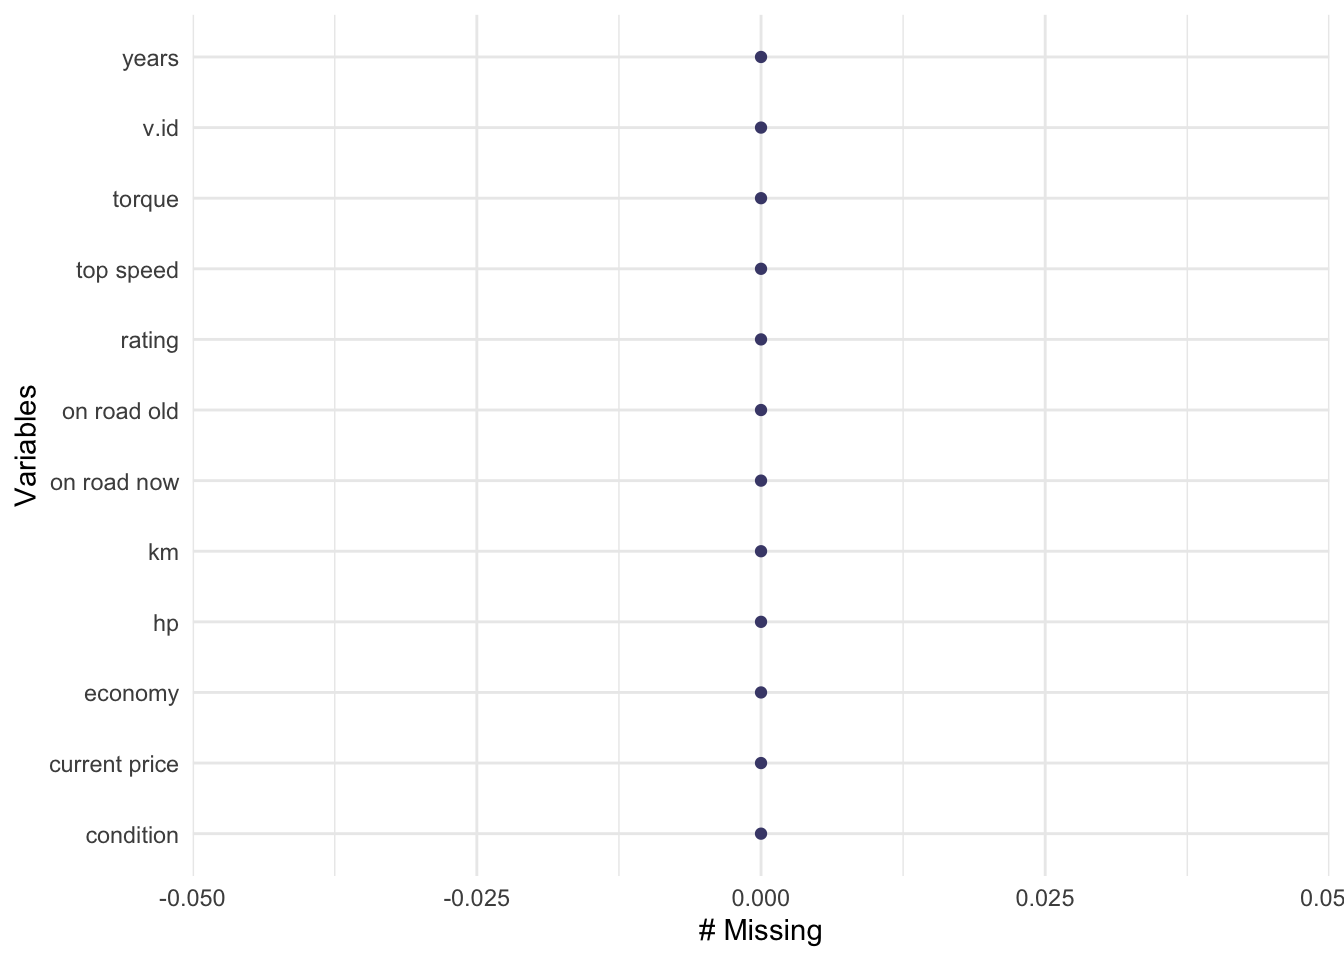 years
v.id
torque
top speed
rating
on road old
on road now
km
hp
economy
current price
condition
Variables
-0.050 -0.025 0.000 0.025 0.05
# Missing